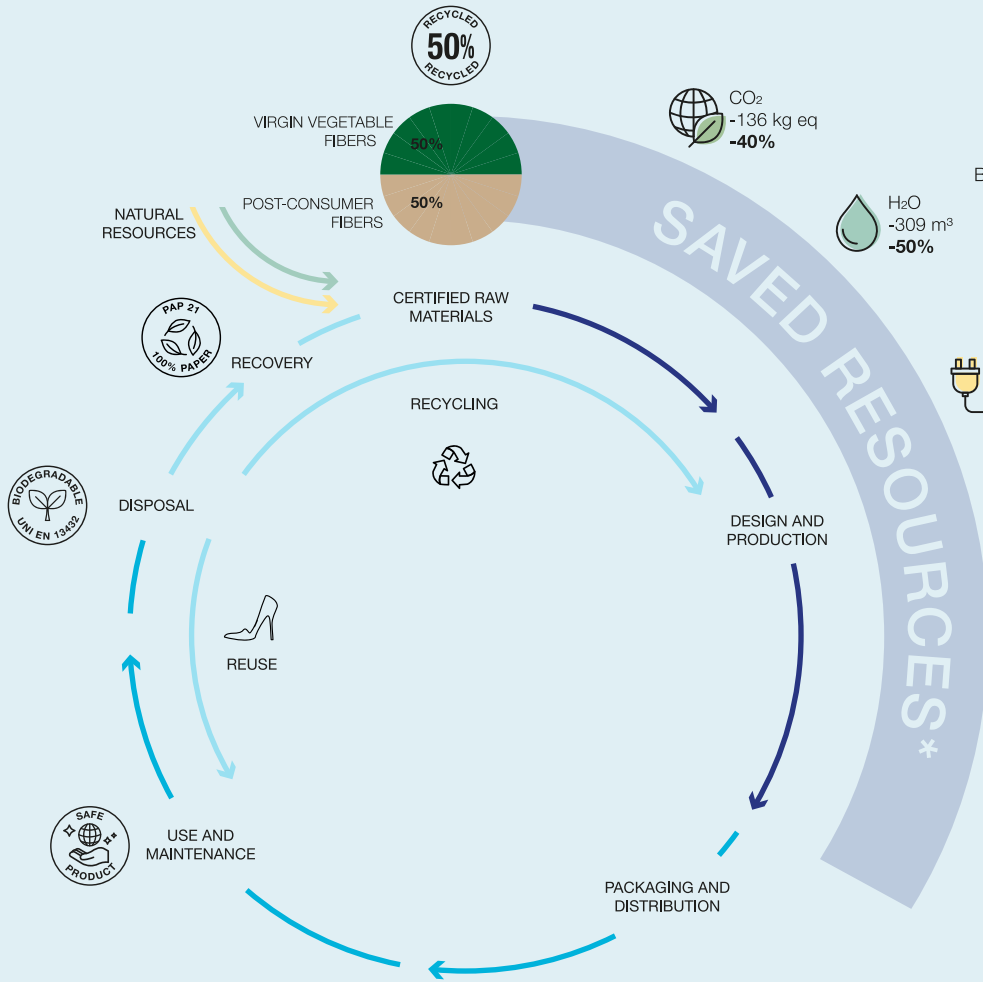 RECYCLED
50%
RECYCLED
VIRGIN VEGETABLE
FIBERS
50%
POST-CONSUMER
FIBERS
50%
CO₂
-136 kg eq
-40%
B
H₂O
-309 m³
-50%
SAVED RESOURCES*
NATURAL
RESOURCES
CERTIFIED RAW
MATERIALS
PAP 21
100% PAPER
RECOVERY
RECYCLING
BIODEGRADABLE
UNI EN 13432
DISPOSAL
DESIGN AND
PRODUCTION
REUSE
SAFE
PRODUCT
USE AND
MAINTENANCE
PACKAGING AND
DISTRIBUTION